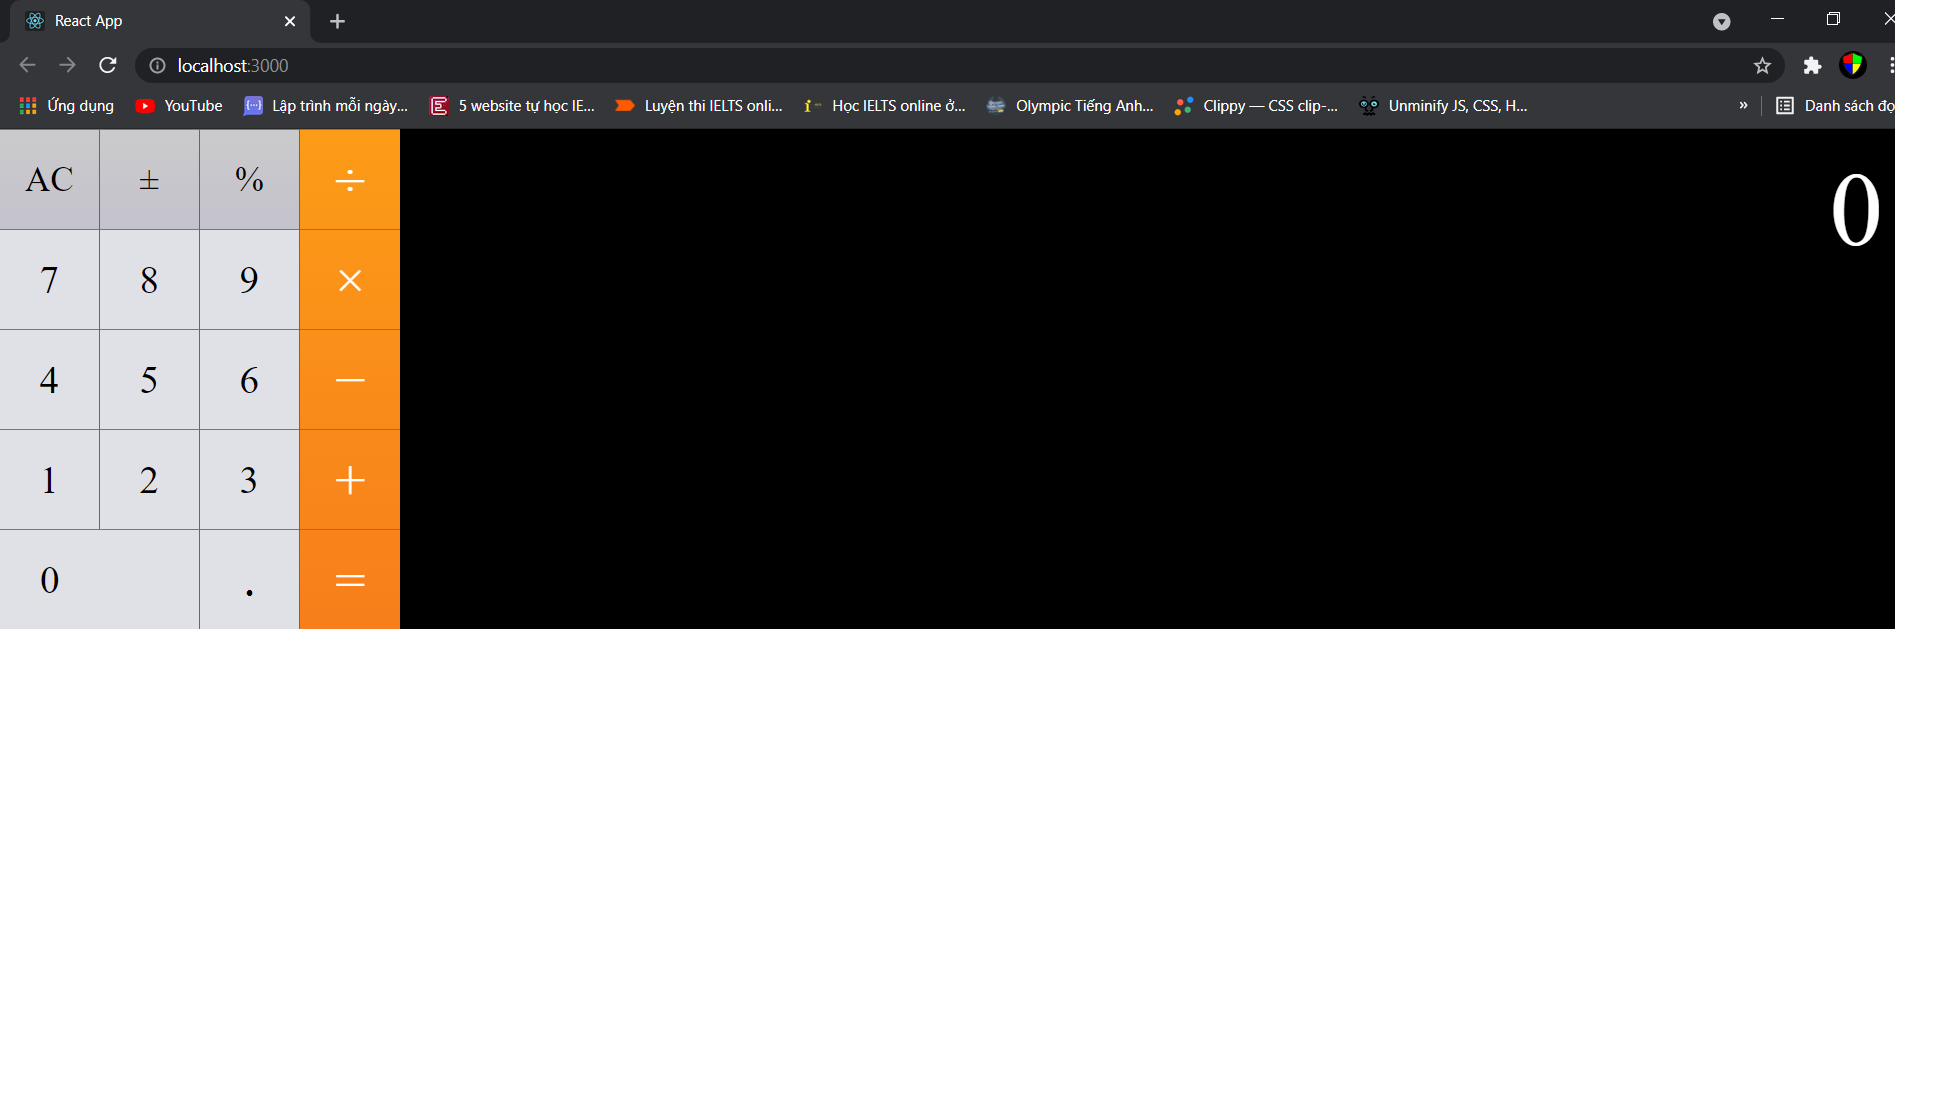 React App
localhost:3000
Ứng dụng YouTube Lập trình mỗi ngày... 5 website tự học IE... Luyện thi IELTS onli... Học IELTS online ở... Olympic Tiếng Anh... Clippy — CSS clip-... Unminify JS, CSS, H... » Danh sách đọ
AC ± % ÷ 0
7 8 9 ×
4 5 6 −
1 2 3 +
0 . =